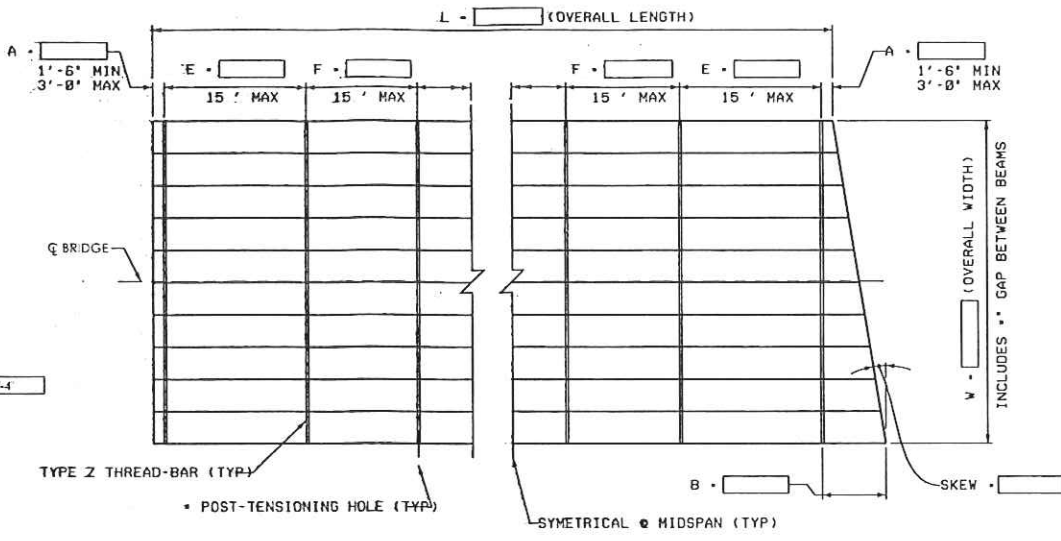 L - (OVERALL LENGTH)
A -
1'-6" MIN
3'-0" MAX
E -
F -
15 ' MAX
15 ' MAX
F -
E -
15 ' MAX
15 ' MAX
A -
1'-6" MIN
3'-0" MAX
℄ BRIDGE
W - (OVERALL WIDTH)
INCLUDES GAP BETWEEN BEAMS
TYPE 2 THREAD-BAR (TYP)
POST-TENSIONING HOLE (TYP)
SYMETRICAL @ MIDSPAN (TYP)
B -
SKEW -